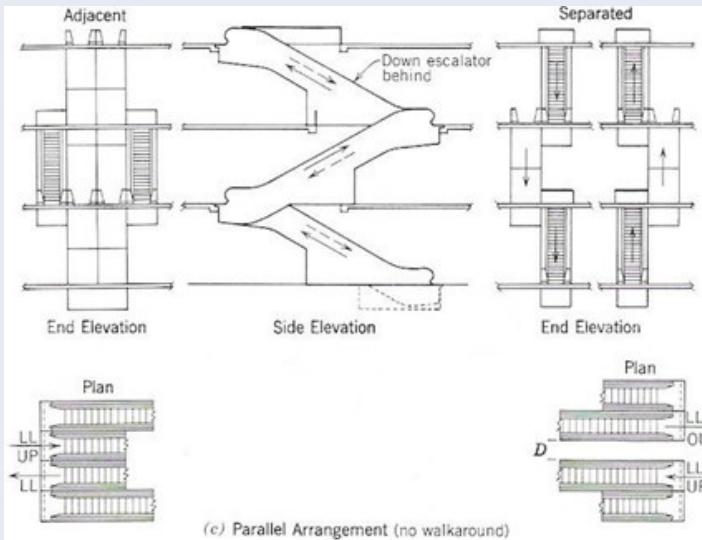 Adjacent
Separated
Down escalator
behind
End Elevation
Side Elevation
End Elevation
Plan
LL
UP
LL
Plan
LL
OU
D
LL
UP
(c) Parallel Arrangement (no walkaround)